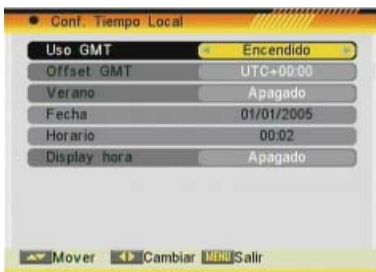 Conf. Tiempo Local
Uso GMT Encendido
Offset GMT UTC+00:00
Verano Apagado
Fecha 01/01/2005
Horario 00:02
Display hora Apagado
Mover Cambiar MENU Salir